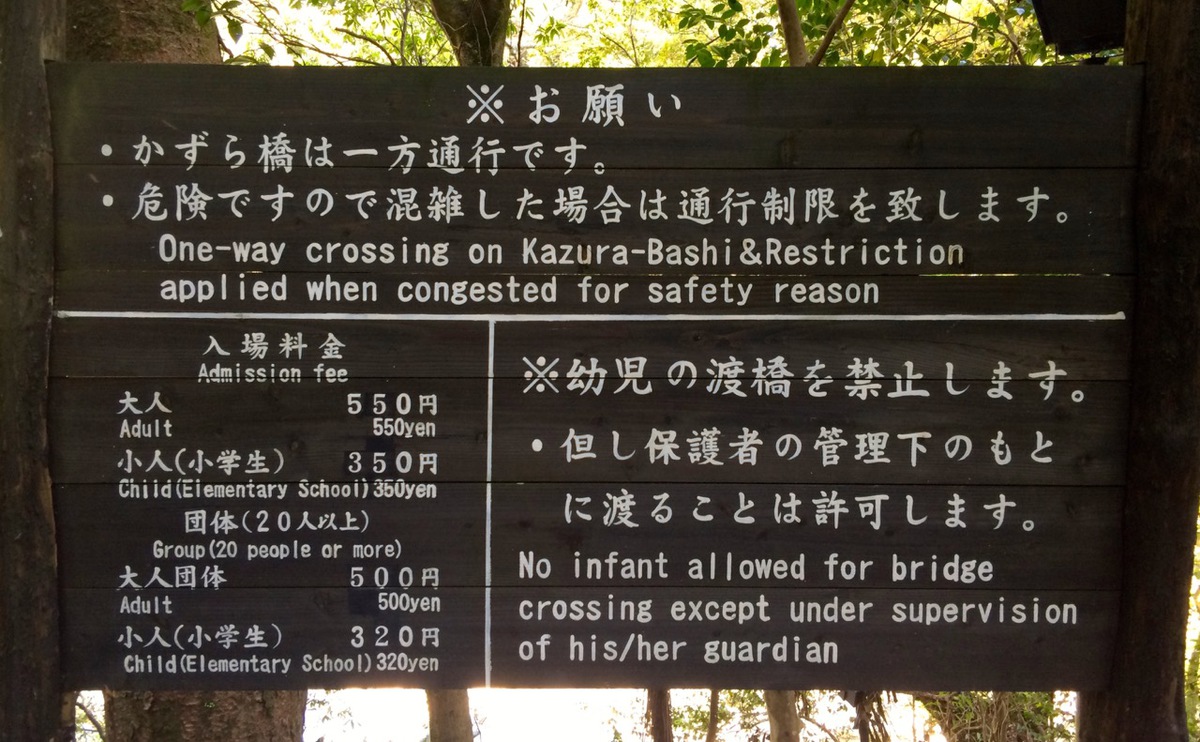 ※お願い
・かずら橋は一方通行です。
・危険ですので混雑した場合は通行制限を致します。
One-way crossing on Kazura-Bashi&Restriction
applied when congested for safety reason
入場料金
Admission fee
大人 550円
Adult 550yen
小人(小学生) 350円
Child(Elementary School)350yen
団体(20人以上)
Group(20 people or more)
大人団体 500円
Adult 500yen
小人(小学生) 320円
Child(Elementary School)320yen
※幼児の渡橋を禁止します。
・但し保護者の管理下のもと
に渡ることは許可します。
No infant allowed for bridge
crossing except under supervision
of his/her guardian